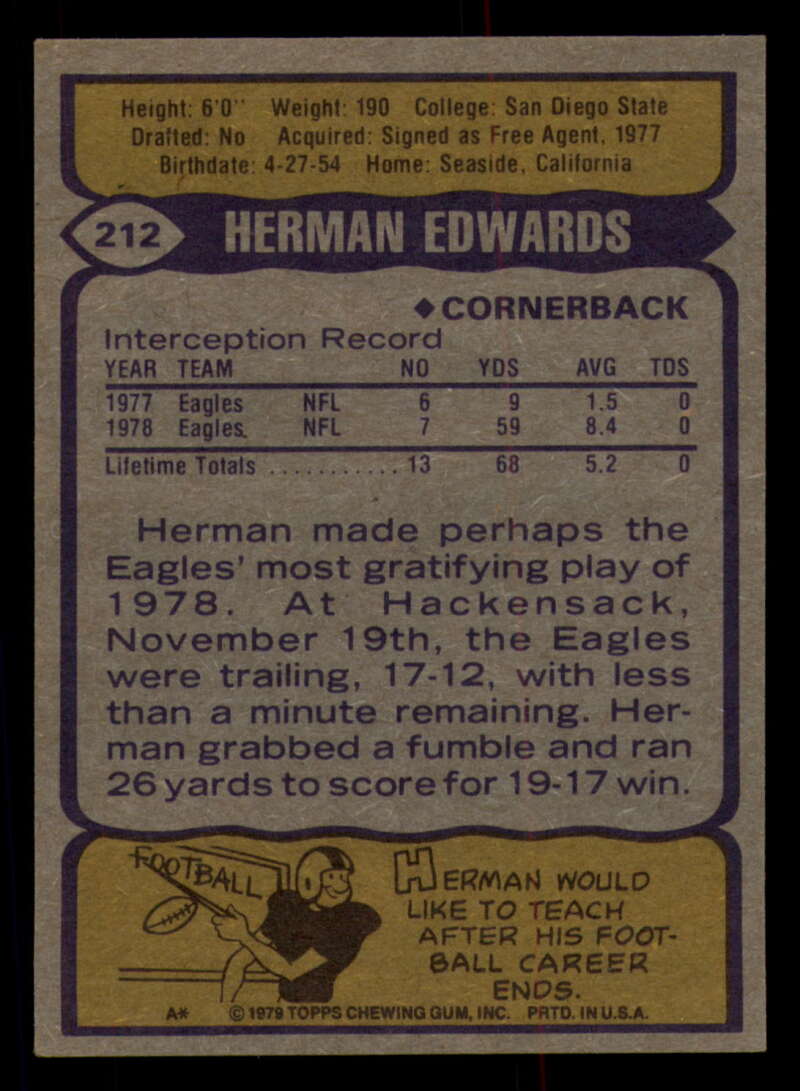 Height: 6'0" Weight: 190 College: San Diego State
Drafted: No Acquired: Signed as Free Agent, 1977
Birthdate: 4-27-54 Home: Seaside, California
212 HERMAN EDWARDS
◆CORNERBACK
Interception Record
YEAR TEAM NO YDS AVG TDS
1977 Eagles NFL 6 9 1.5 0
1978 Eagles NFL 7 59 8.4 0
Lifetime Totals ........... 13 68 5.2 0
Herman made perhaps the
Eagles' most gratifying play of
1978. At Hackensack,
November 19th, the Eagles
were trailing, 17-12, with less
than a minute remaining. Her-
man grabbed a fumble and ran
26 yards to score for 19-17 win.
FOOTBALL
HERMAN WOULD
LIKE TO TEACH
AFTER HIS FOOT-
BALL CAREER
ENDS.
A* © 1979 TOPPS CHEWING GUM, INC. PRTD. IN U.S.A.